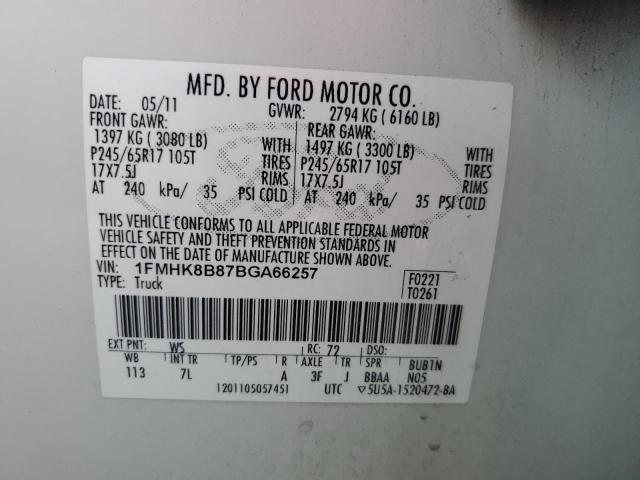 MFD. BY FORD MOTOR CO.
DATE: 05/11 GVWR: 2794 KG ( 6160 LB)
FRONT GAWR: REAR GAWR:
1397 KG ( 3080 LB) WITH 1497 KG ( 3300 LB) WITH
P245/65R17 105T TIRES P245/65R17 105T TIRES
17X7.5J RIMS 17X7.5J RIMS
AT 240 kPa/ 35 PSI COLD AT 240 kPa/ 35 PSI COLD
THIS VEHICLE CONFORMS TO ALL APPLICABLE FEDERAL MOTOR
VEHICLE SAFETY AND THEFT PREVENTION STANDARDS IN
EFFECT ON THE DATE OF MANUFACTURE SHOWN ABOVE.
VIN: 1FMHK8B87BGA66257 F0221
TYPE: Truck T0261
EXT PNT: WS RC: 72 DSO:
WB INT TR TP/PS R AXLE TR SPR BUB1N
113 7L A 3F J BBAA N05
1201105057451 UTC ▽5U5A-1520472-BA